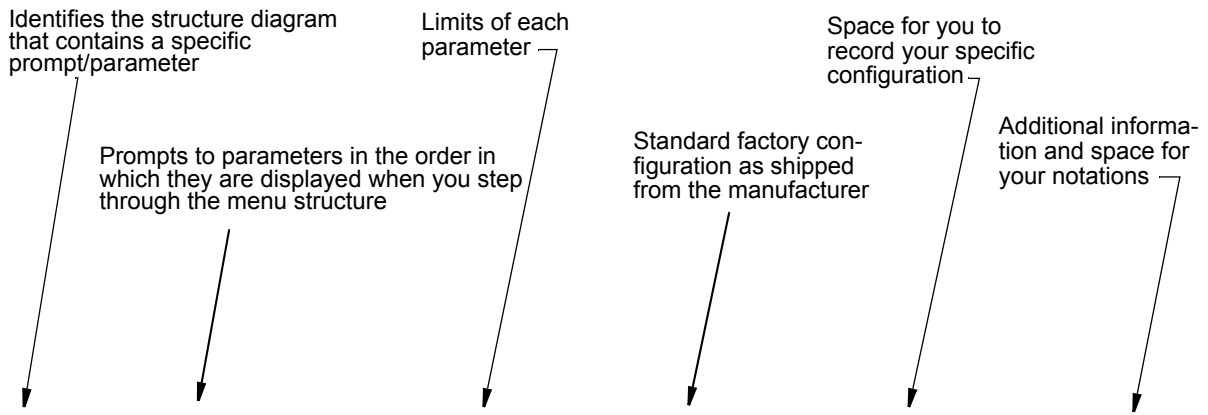 Identifies the structure diagram
that contains a specific
prompt/parameter
Limits of each
parameter
Space for you to
record your specific
configuration
Prompts to parameters in the order in
which they are displayed when you step
through the menu structure
Standard factory con-
figuration as shipped
from the manufacturer
Additional informa-
tion and space for
your notations